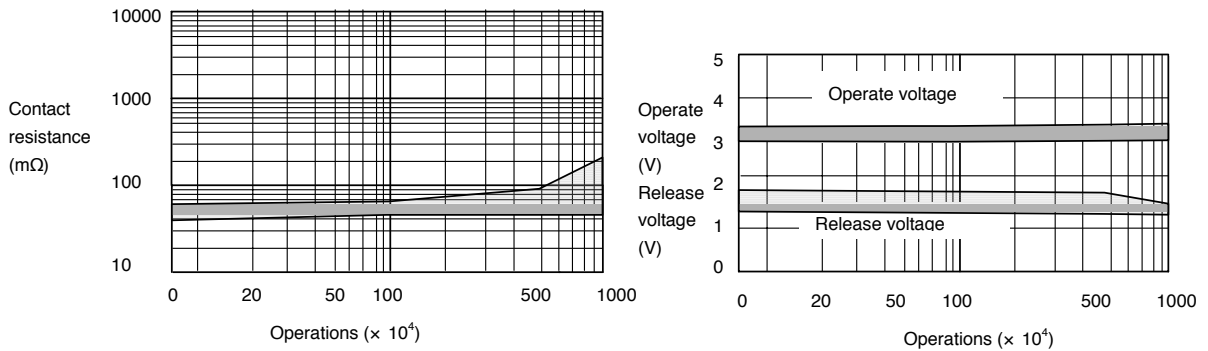 10000
1000
100
10
Contact
resistance
(mΩ)
0 20 50 100 500 1000
Operations (× 10⁴)
5
4
3
2
1
0
Operate
voltage
(V)
Release
voltage
(V)
Operate voltage
Release voltage
0 20 50 100 500 1000
Operations (× 10⁴)